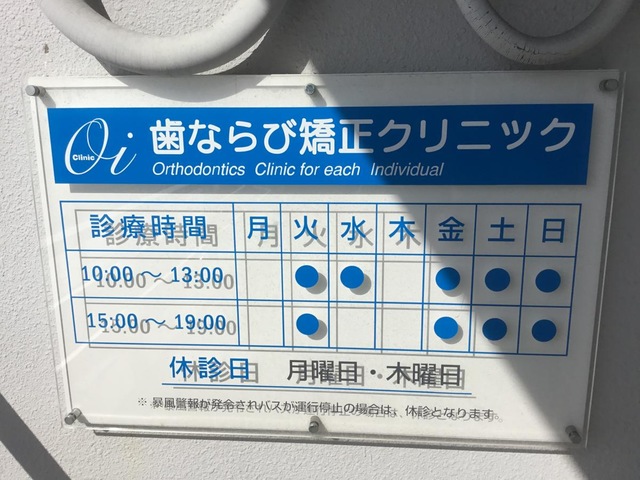 Oi Clinic 歯ならび矯正クリニック
Orthodontics Clinic for each Individual
診療時間 月 火 水 木 金 土 日
10:00～13:00 ● ● ● ● ●
15:00～19:00 ● ● ● ●
休診日 月曜日・木曜日
※暴風警報が発令されバスが運行停止の場合は、休診となります。